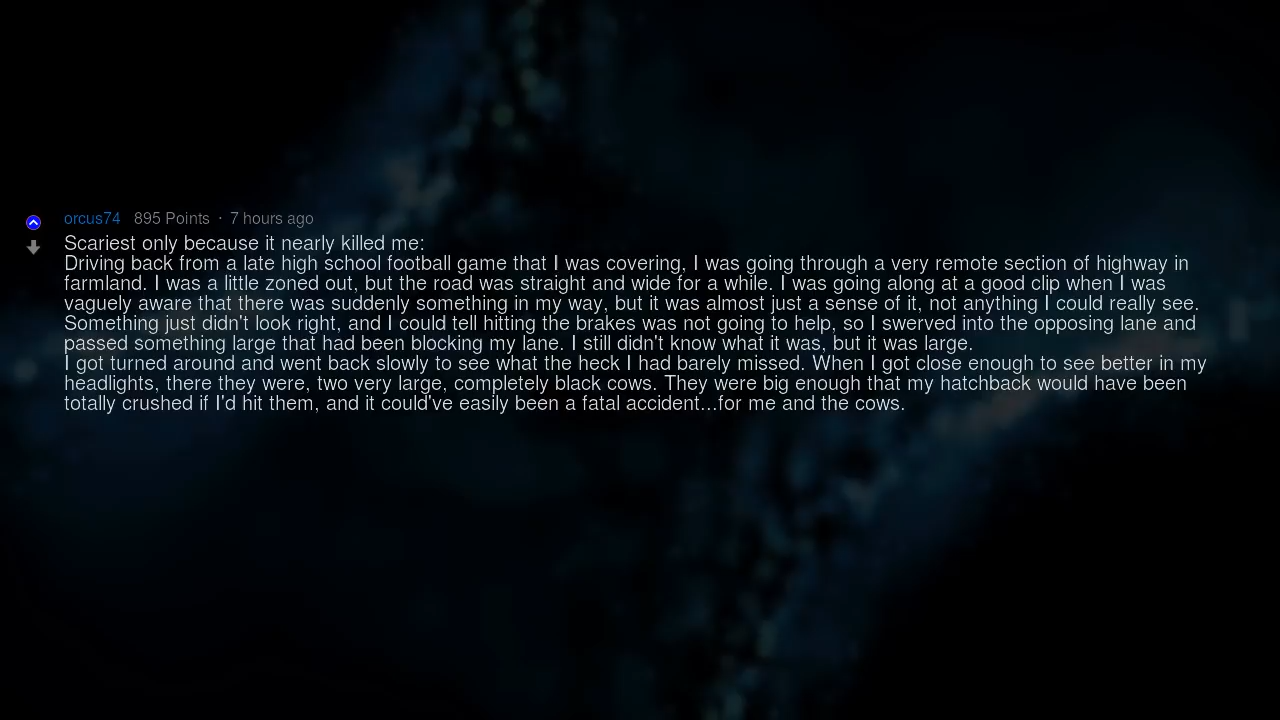 orcus74 895 Points · 7 hours ago
Scariest only because it nearly killed me:
Driving back from a late high school football game that I was covering, I was going through a very remote section of highway in
farmland. I was a little zoned out, but the road was straight and wide for a while. I was going along at a good clip when I was
vaguely aware that there was suddenly something in my way, but it was almost just a sense of it, not anything I could really see.
Something just didn't look right, and I could tell hitting the brakes was not going to help, so I swerved into the opposing lane and
passed something large that had been blocking my lane. I still didn't know what it was, but it was large.
I got turned around and went back slowly to see what the heck I had barely missed. When I got close enough to see better in my
headlights, there they were, two very large, completely black cows. They were big enough that my hatchback would have been
totally crushed if I'd hit them, and it could've easily been a fatal accident...for me and the cows.